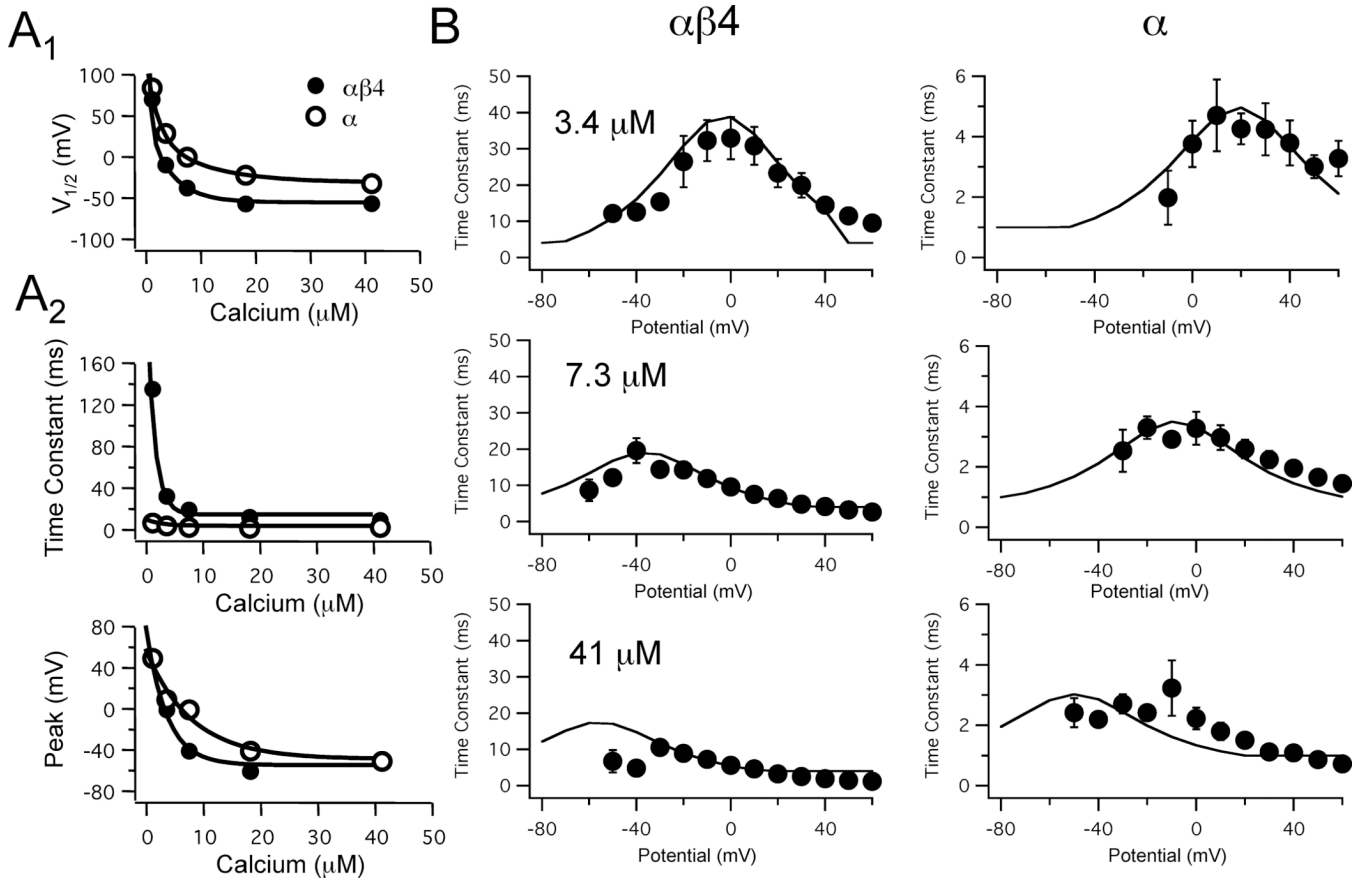 A1
V1/2 (mV)
100
50
0
-50
-100
αβ4
α
0 10 20 30 40 50
Calcium (μM)
A2
Time Constant (ms)
160
120
80
40
0
0 10 20 30 40 50
Calcium (μM)
Peak (mV)
80
40
0
-40
-80
0 10 20 30 40 50
Calcium (μM)
B
αβ4
α
Time Constant (ms)
50
40
30
20
10
0
3.4 μM
-80 -40 0 40
Potential (mV)
Time Constant (ms)
6
4
2
0
-80 -40 0 40
Potential (mV)
Time Constant (ms)
50
40
30
20
10
0
7.3 μM
-80 -40 0 40
Potential (mV)
Time Constant (ms)
6
4
2
0
-80 -40 0 40
Potential (mV)
Time Constant (ms)
50
40
30
20
10
0
41 μM
-80 -40 0 40
Potential (mV)
Time Constant (ms)
6
4
2
0
-80 -40 0 40
Potential (mV)